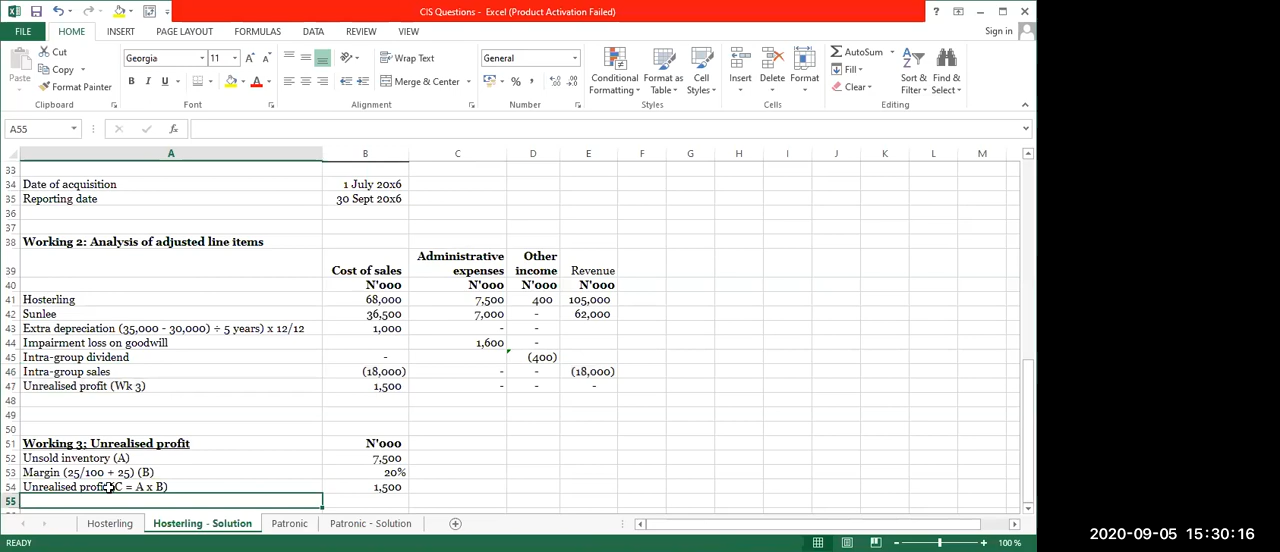 CIS Questions - Excel (Product Activation Failed)
FILE HOME INSERT PAGE LAYOUT FORMULAS DATA REVIEW VIEW Sign in
Paste Cut Copy Format Painter Clipboard
Georgia 11 A A B I U A Font
Wrap Text Merge & Center Alignment
General % , Number
Conditional Formatting Format as Table Cell Styles Styles
Insert Delete Format Cells
AutoSum Fill Clear Sort & Filter Find & Select Editing
A55 fx
A B C D E F G H I J K L M
33
34 Date of acquisition 1 July 20x6
35 Reporting date 30 Sept 20x6
36
37
38 Working 2: Analysis of adjusted line items
39 Cost of sales Administrative expenses Other income Revenue
40 N'000 N'000 N'000 N'000
41 Hosterling 68,000 7,500 400 105,000
42 Sunlee 36,500 7,000 - 62,000
43 Extra depreciation (35,000 - 30,000) ÷ 5 years) x 12/12 1,000 - -
44 Impairment loss on goodwill 1,600 -
45 Intra-group dividend - (400)
46 Intra-group sales (18,000) - - (18,000)
47 Unrealised profit (Wk 3) 1,500 - - -
48
49
50
51 Working 3; Unrealised profit N'000
52 Unsold inventory (A) 7,500
53 Margin (25/100 + 25) (B) 20%
54 Unrealised profit C = A x B) 1,500
55
Hosterling Hosterling - Solution Patronic Patronic - Solution
READY 100 %
2020-09-05 15:30:16